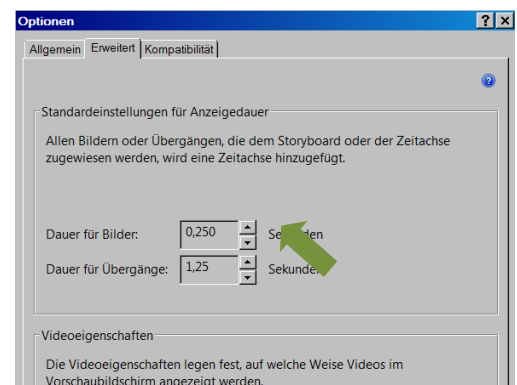 Optionen
Allgemein Erweitert Kompatibilität
Standardeinstellungen für Anzeigedauer
Allen Bildern oder Übergängen, die dem Storyboard oder der Zeitachse
zugewiesen werden, wird eine Zeitachse hinzugefügt.
Dauer für Bilder: 0,250 Sekunden
Dauer für Übergänge: 1,25 Sekunden
Videoeigenschaften
Die Videoeigenschaften legen fest, auf welche Weise Videos im
Vorschaubildschirm angezeigt werden.